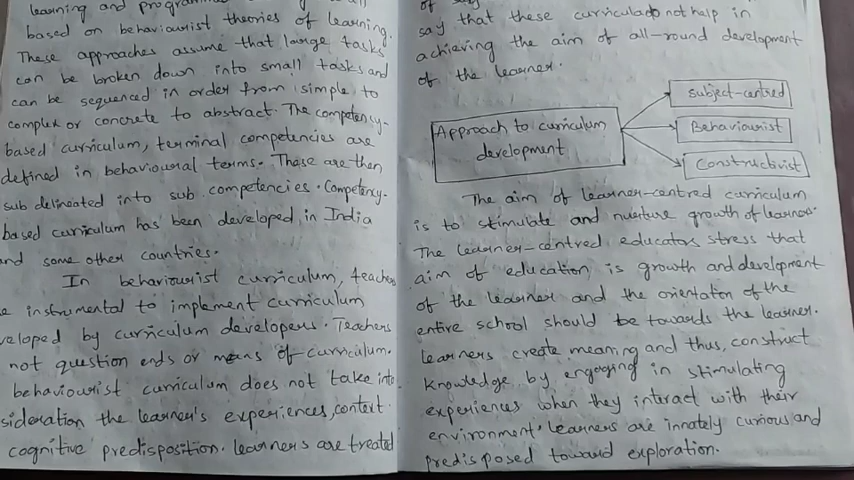 learning and
based on behaviourist theories of learning.
These approaches assume that large tasks
can be broken down into small tasks and
can be sequenced in order from simple to
complex or concrete to abstract. The competency-
based curriculum, terminal competencies are
defined in behavioural terms. These are then
sub delineated into sub competencies. Competency-
based curriculum has been developed, in India
and some other countries.
In behaviourist curriculum, teachers
e instrumental to implement curriculum
veloped by curriculum developers. Teachers
not question ends or means of curriculum.
behaviourist curriculum does not take into
sideration the learner's experiences, context
cognitive predisposition. learners are treated
say that these curricula do not help in
achieving the aim of all-round development
of the learner.
Approach to curriculum
development
subject-centred
Behaviourist
Constructivist
The aim of learner-centred curriculum
is to stimulate and nurture growth of learners.
The learner-centred educators stress that
aim of education is growth and development
of the learner and the orientaton of the
entire school should be towards the learner.
learners create meaning and thus, construct
knowledge by engaging in stimulating
experiences when they interact with their
environment. learners are innately curious and
predisposed toward exploration.